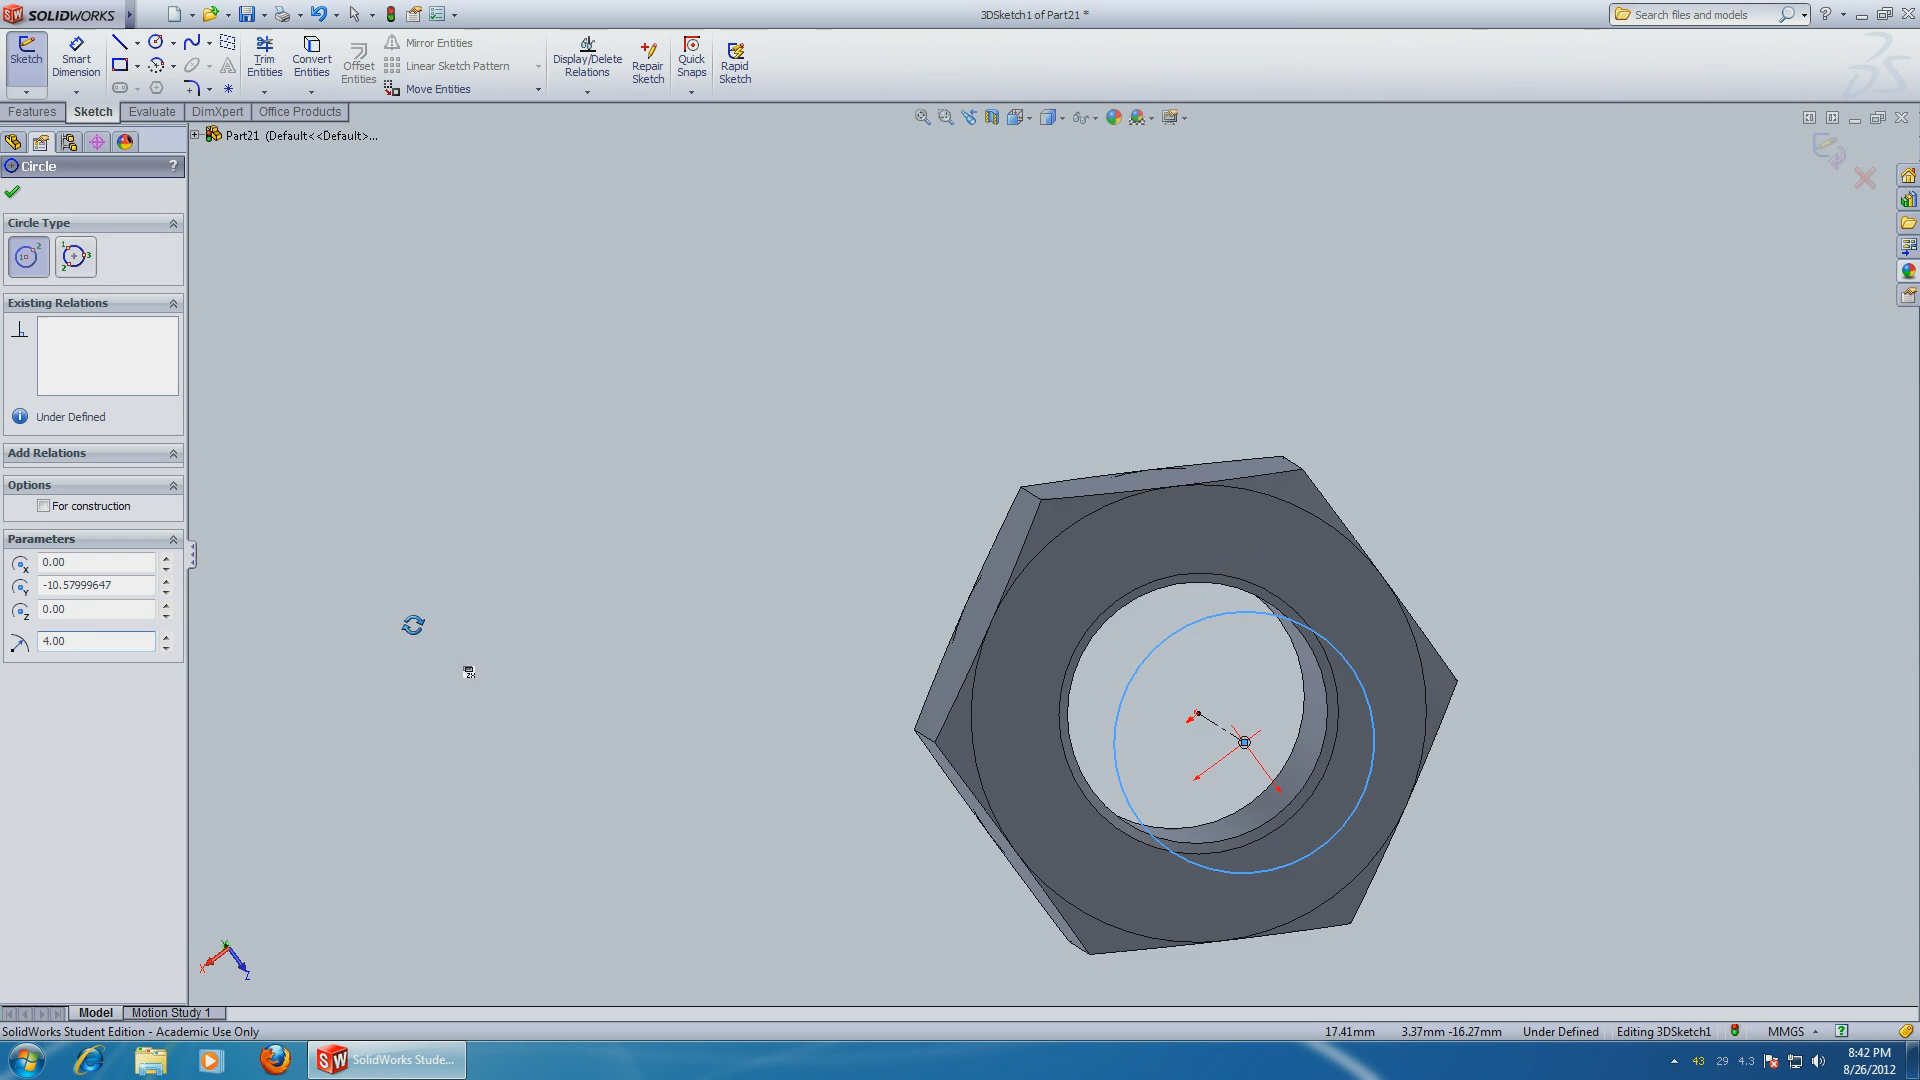 SOLIDWORKS
3DSketch1 of Part21 *
Search files and models
Sketch
Smart Dimension
Trim Entities
Convert Entities
Offset Entities
Mirror Entities
Linear Sketch Pattern
Move Entities
Display/Delete Relations
Repair Sketch
Quick Snaps
Rapid Sketch
Features
Sketch
Evaluate
DimXpert
Office Products
Part21 (Default<<Default>...
Circle
?
Circle Type
Existing Relations
Under Defined
Add Relations
Options
For construction
Parameters
0.00
-10.57999647
0.00
4.00
Y
X
Z
Model
Motion Study 1
SolidWorks Student Edition - Academic Use Only
17.41mm
3.37mm -16.27mm
Under Defined
Editing 3DSketch1
MMGS
SolidWorks Stude...
43
29
4.3
8:42 PM
8/26/2012